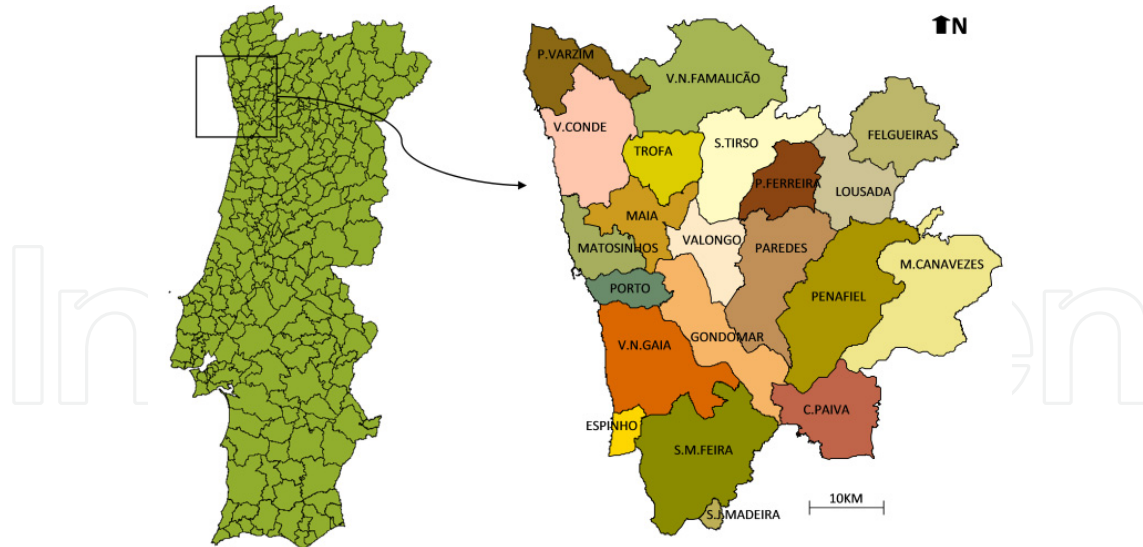 N
P.VARZIM
V.N.FAMALICÃO
V.CONDE
FELGUEIRAS
S.TIRSO
TROFA
P.FERREIRA
LOUSADA
MAIA
VALONGO
PAREDES
MATOSINHOS
M.CANAVEZES
PORTO
PENAFIEL
GONDOMAR
V.N.GAIA
C.PAIVA
ESPINHO
S.M.FEIRA
10KM
S.J.MADEIRA